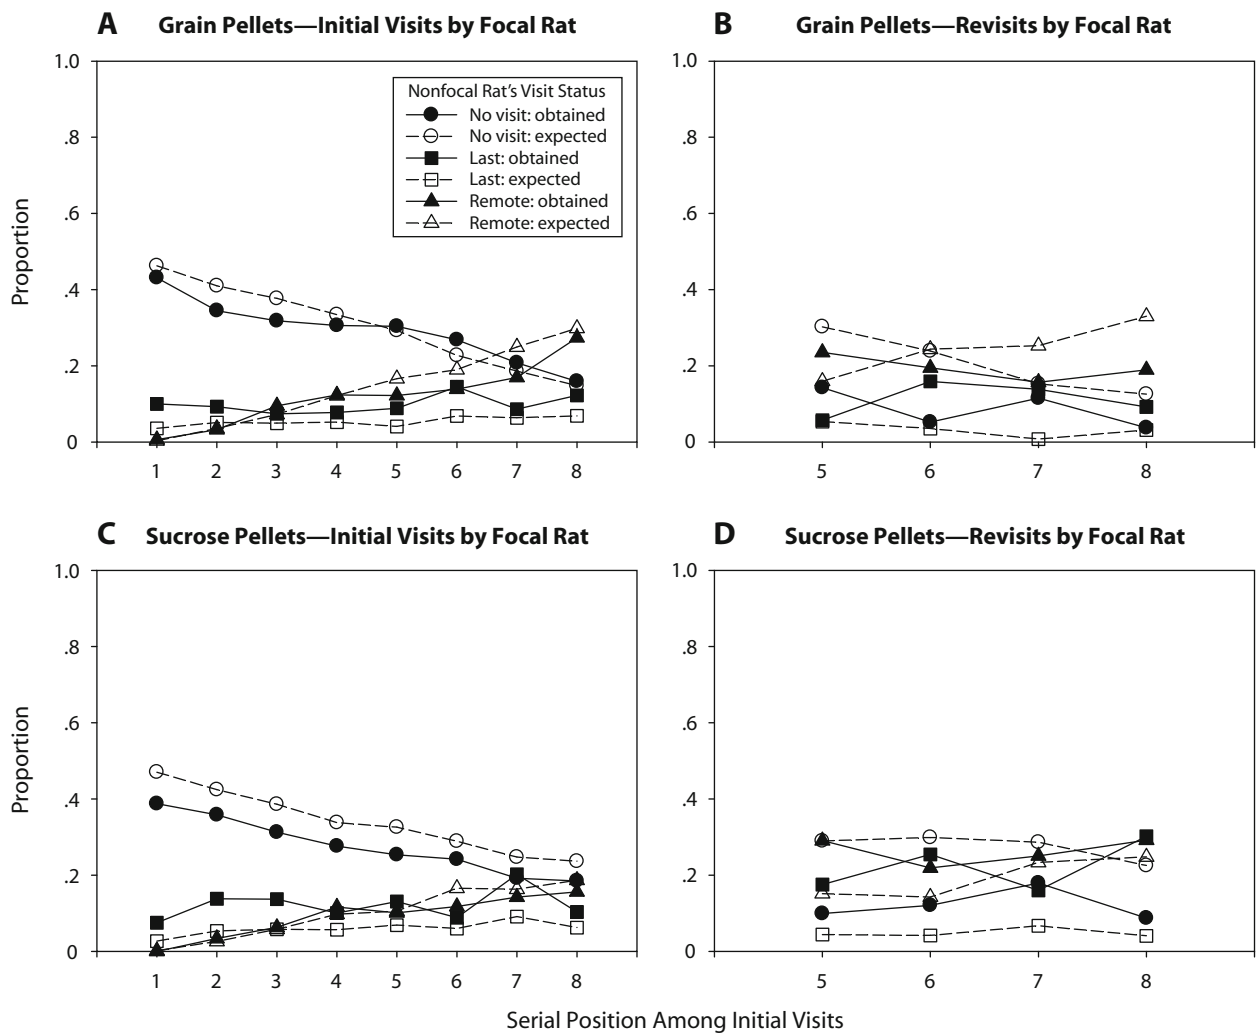 A Grain Pellets—Initial Visits by Focal Rat
Proportion
1.0
.8
.6
.4
.2
0
Nonfocal Rat's Visit Status
No visit: obtained
No visit: expected
Last: obtained
Last: expected
Remote: obtained
Remote: expected
1 2 3 4 5 6 7 8
B Grain Pellets—Revisits by Focal Rat
1.0
.8
.6
.4
.2
0
5 6 7 8
C Sucrose Pellets—Initial Visits by Focal Rat
Proportion
1.0
.8
.6
.4
.2
0
1 2 3 4 5 6 7 8
D Sucrose Pellets—Revisits by Focal Rat
1.0
.8
.6
.4
.2
0
5 6 7 8
Serial Position Among Initial Visits